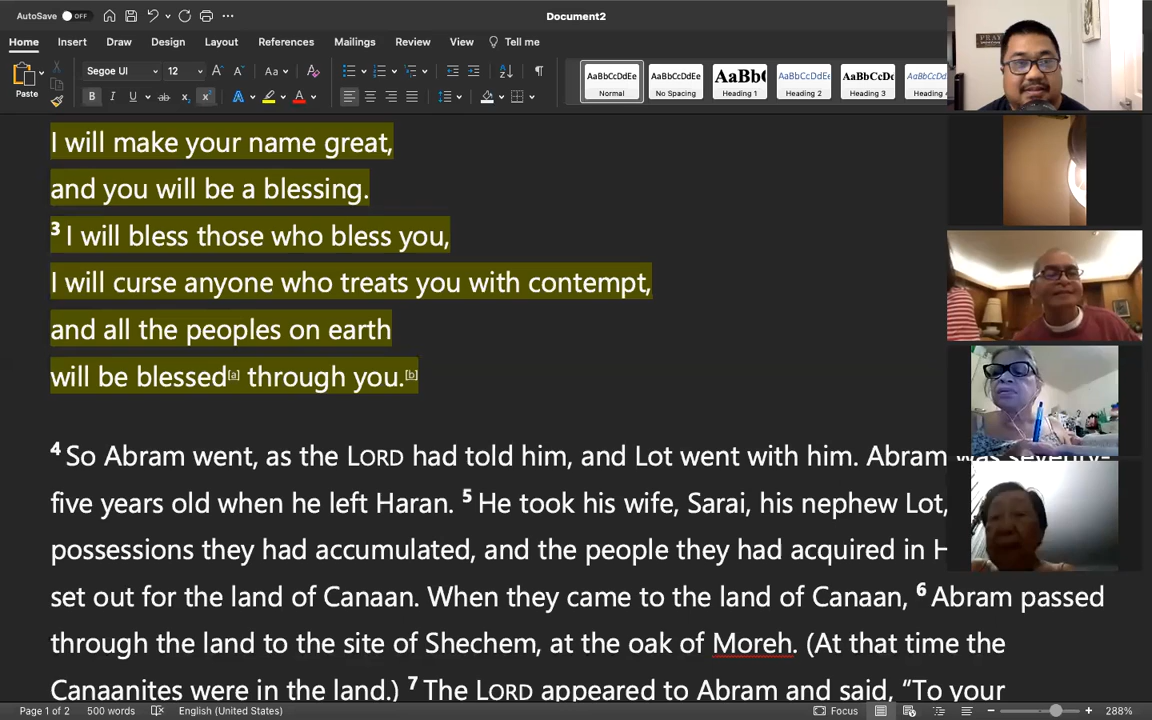 AutoSave OFF
Document2
Home Insert Draw Design Layout References Mailings Review View Tell me
Paste
Segoe UI 12
AaBbCcDdEe Normal
AaBbCcDdEe No Spacing
AaBb( Heading 1
AaBbCcDdEe Heading 2
AaBbCcDc Heading 3
AaBbCcDdEe Heading 4
I will make your name great,
and you will be a blessing.
3 I will bless those who bless you,
I will curse anyone who treats you with contempt,
and all the peoples on earth
will be blessed[a] through you.[b]
4 So Abram went, as the LORD had told him, and Lot went with him. Abram was seventy-
five years old when he left Haran. 5 He took his wife, Sarai, his nephew Lot,
possessions they had accumulated, and the people they had acquired in H
set out for the land of Canaan. When they came to the land of Canaan, 6 Abram passed
through the land to the site of Shechem, at the oak of Moreh. (At that time the
Canaanites were in the land.) 7 The LORD appeared to Abram and said, “To your
Page 1 of 2 500 words English (United States) Focus 288%